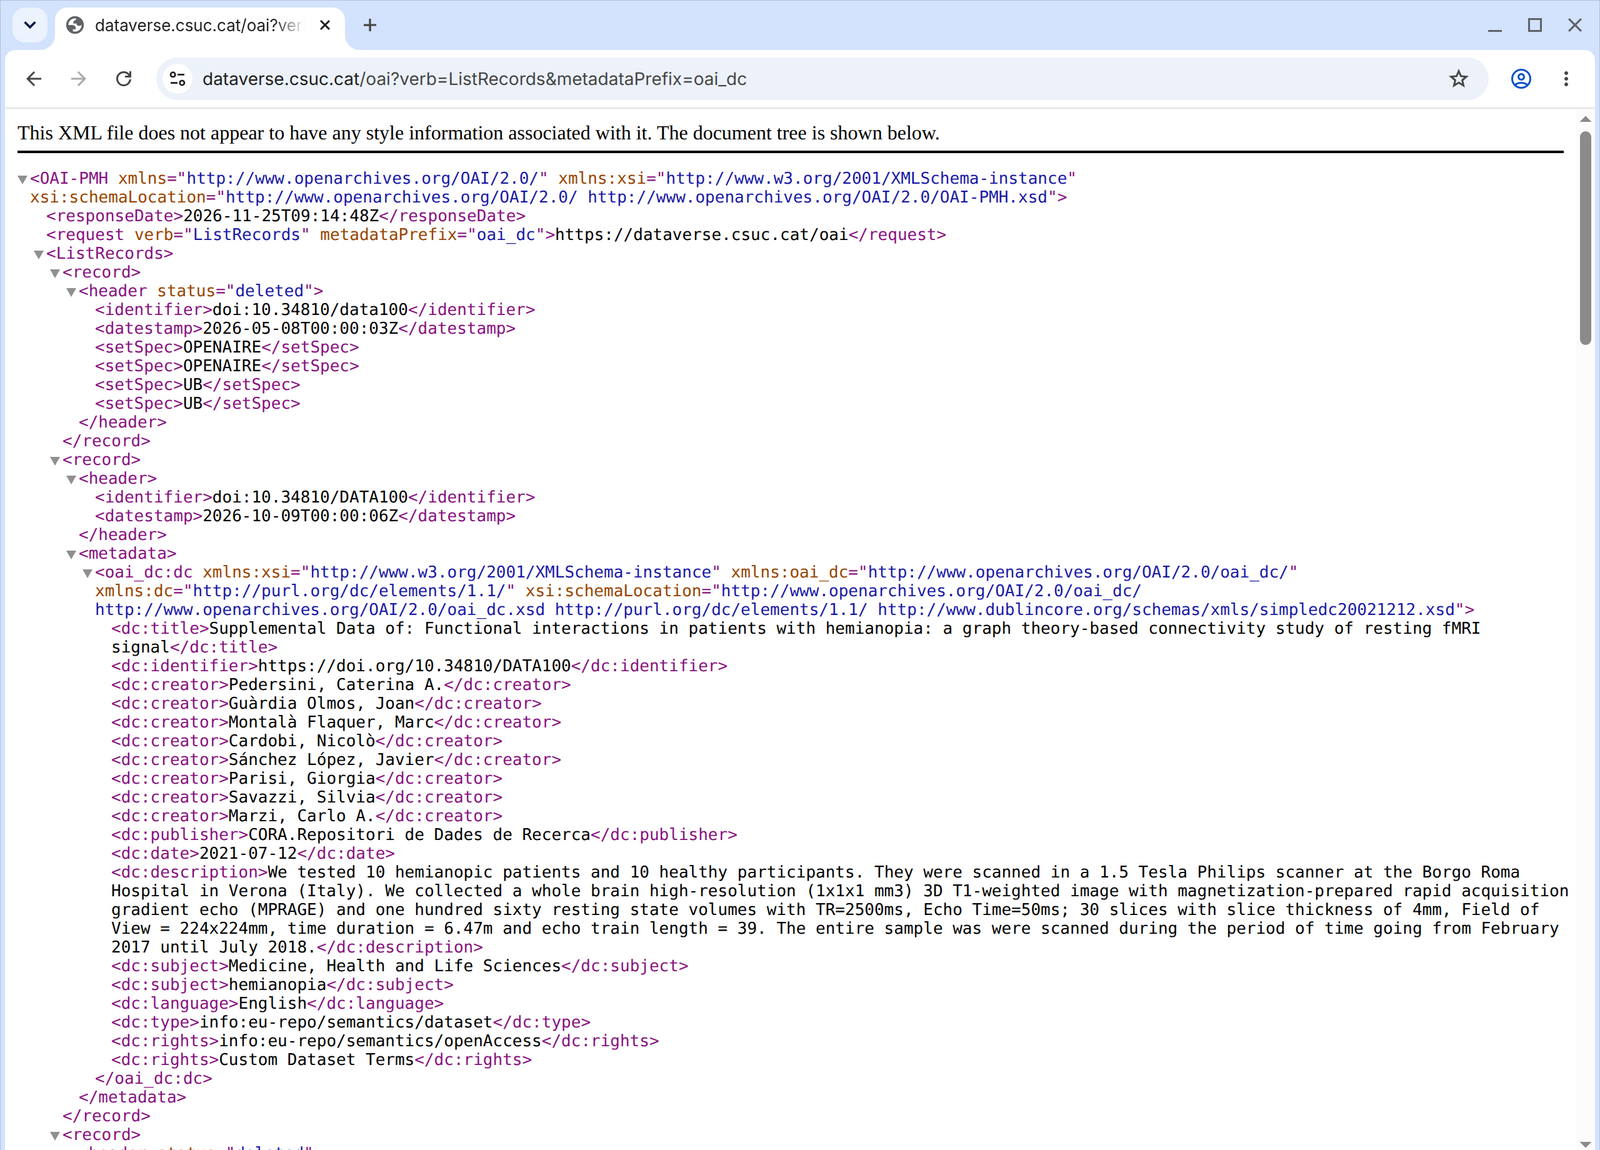 dataverse.csuc.cat/oai?ver
dataverse.csuc.cat/oai?verb=ListRecords&metadataPrefix=oai_dc
This XML file does not appear to have any style information associated with it. The document tree is shown below.
<OAI-PMH xmlns="http://www.openarchives.org/OAI/2.0/" xmlns:xsi="http://www.w3.org/2001/XMLSchema-instance"
xsi:schemaLocation="http://www.openarchives.org/OAI/2.0/ http://www.openarchives.org/OAI/2.0/OAI-PMH.xsd">
<responseDate>2026-11-25T09:14:48Z</responseDate>
<request verb="ListRecords" metadataPrefix="oai_dc">https://dataverse.csuc.cat/oai</request>
<ListRecords>
<record>
<header status="deleted">
<identifier>doi:10.34810/data100</identifier>
<datestamp>2026-05-08T00:00:03Z</datestamp>
<setSpec>OPENAIRE</setSpec>
<setSpec>OPENAIRE</setSpec>
<setSpec>UB</setSpec>
<setSpec>UB</setSpec>
</header>
</record>
<record>
<header>
<identifier>doi:10.34810/DATA100</identifier>
<datestamp>2026-10-09T00:00:06Z</datestamp>
</header>
<metadata>
<oai_dc:dc xmlns:xsi="http://www.w3.org/2001/XMLSchema-instance" xmlns:oai_dc="http://www.openarchives.org/OAI/2.0/oai_dc/"
xmlns:dc="http://purl.org/dc/elements/1.1/" xsi:schemaLocation="http://www.openarchives.org/OAI/2.0/oai_dc/
http://www.openarchives.org/OAI/2.0/oai_dc.xsd http://purl.org/dc/elements/1.1/ http://www.dublincore.org/schemas/xmls/simpledc20021212.xsd">
<dc:title>Supplemental Data of: Functional interactions in patients with hemianopia: a graph theory-based connectivity study of resting fMRI
signal</dc:title>
<dc:identifier>https://doi.org/10.34810/DATA100</dc:identifier>
<dc:creator>Pedersini, Caterina A.</dc:creator>
<dc:creator>Guàrdia Olmos, Joan</dc:creator>
<dc:creator>Montalà Flaquer, Marc</dc:creator>
<dc:creator>Cardobi, Nicolò</dc:creator>
<dc:creator>Sánchez López, Javier</dc:creator>
<dc:creator>Parisi, Giorgia</dc:creator>
<dc:creator>Savazzi, Silvia</dc:creator>
<dc:creator>Marzi, Carlo A.</dc:creator>
<dc:publisher>CORA.Repositori de Dades de Recerca</dc:publisher>
<dc:date>2021-07-12</dc:date>
<dc:description>We tested 10 hemianopic patients and 10 healthy participants. They were scanned in a 1.5 Tesla Philips scanner at the Borgo Roma
Hospital in Verona (Italy). We collected a whole brain high-resolution (1x1x1 mm3) 3D T1-weighted image with magnetization-prepared rapid acquisition
gradient echo (MPRAGE) and one hundred sixty resting state volumes with TR=2500ms, Echo Time=50ms; 30 slices with slice thickness of 4mm, Field of
View = 224x224mm, time duration = 6.47m and echo train length = 39. The entire sample was were scanned during the period of time going from February
2017 until July 2018.</dc:description>
<dc:subject>Medicine, Health and Life Sciences</dc:subject>
<dc:subject>hemianopia</dc:subject>
<dc:language>English</dc:language>
<dc:type>info:eu-repo/semantics/dataset</dc:type>
<dc:rights>info:eu-repo/semantics/openAccess</dc:rights>
<dc:rights>Custom Dataset Terms</dc:rights>
</oai_dc:dc>
</metadata>
</record>
<record>